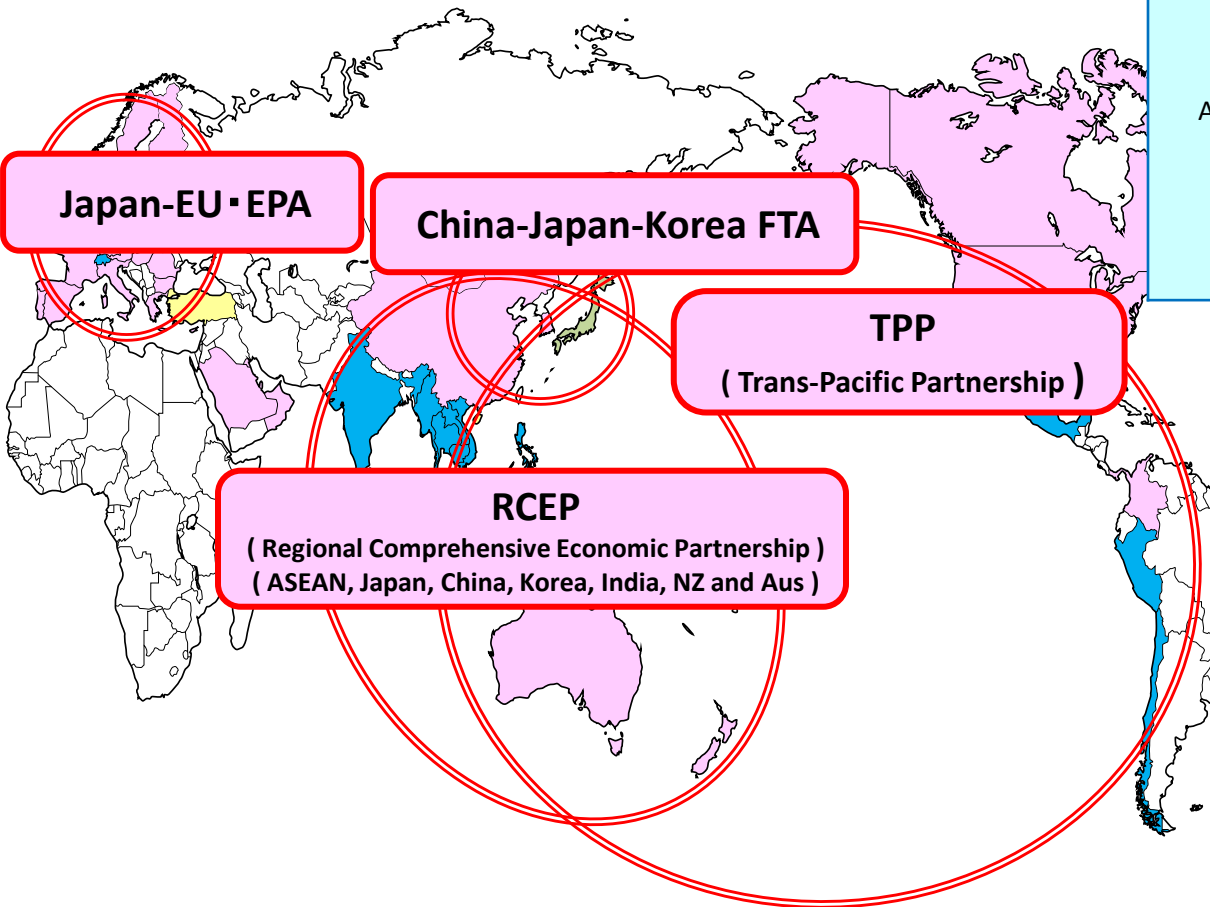 A
Japan-EU・EPA
China-Japan-Korea FTA
TPP
( Trans-Pacific Partnership )
RCEP
( Regional Comprehensive Economic Partnership )
( ASEAN, Japan, China, Korea, India, NZ and Aus )